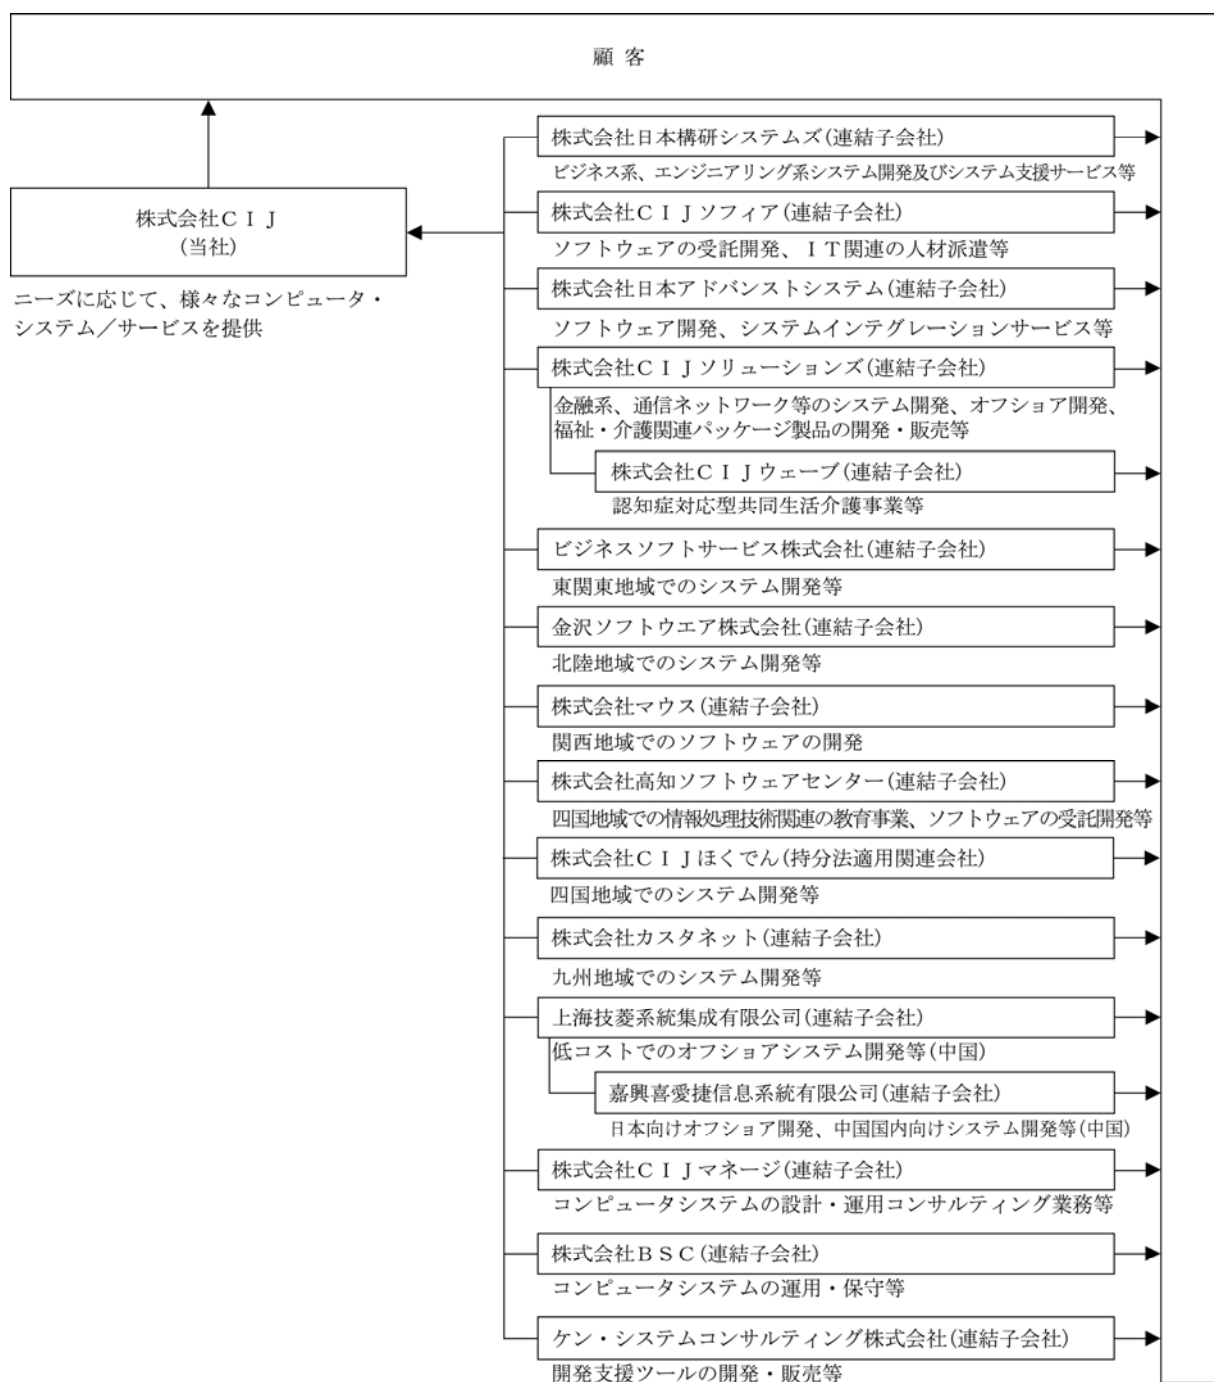 顧 客
株式会社ＣＩＪ
(当社)
ニーズに応じて、様々なコンピュータ・
システム／サービスを提供
株式会社日本構研システムズ(連結子会社)
ビジネス系、エンジニアリング系システム開発及びシステム支援サービス等
株式会社ＣＩＪソフィア(連結子会社)
ソフトウェアの受託開発、ＩＴ関連の人材派遣等
株式会社日本アドバンストシステム(連結子会社)
ソフトウェア開発、システムインテグレーションサービス等
株式会社ＣＩＪソリューションズ(連結子会社)
金融系、通信ネットワーク等のシステム開発、オフショア開発、
福祉・介護関連パッケージ製品の開発・販売等
株式会社ＣＩＪウェーブ(連結子会社)
認知症対応型共同生活介護事業等
ビジネスソフトサービス株式会社(連結子会社)
東関東地域でのシステム開発等
金沢ソフトウエア株式会社(連結子会社)
北陸地域でのシステム開発等
株式会社マウス(連結子会社)
関西地域でのソフトウェアの開発
株式会社高知ソフトウェアセンター(連結子会社)
四国地域での情報処理技術関連の教育事業、ソフトウェアの受託開発等
株式会社ＣＩＪほくでん(持分法適用関連会社)
四国地域でのシステム開発等
株式会社カスタネット(連結子会社)
九州地域でのシステム開発等
上海技菱系統集成有限公司(連結子会社)
低コストでのオフショアシステム開発等(中国)
嘉興喜愛捷信息系統有限公司(連結子会社)
日本向けオフショア開発、中国国内向けシステム開発等(中国)
株式会社ＣＩＪマネージ(連結子会社)
コンピュータシステムの設計・運用コンサルティング業務等
株式会社ＢＳＣ(連結子会社)
コンピュータシステムの運用・保守等
ケン・システムコンサルティング株式会社(連結子会社)
開発支援ツールの開発・販売等